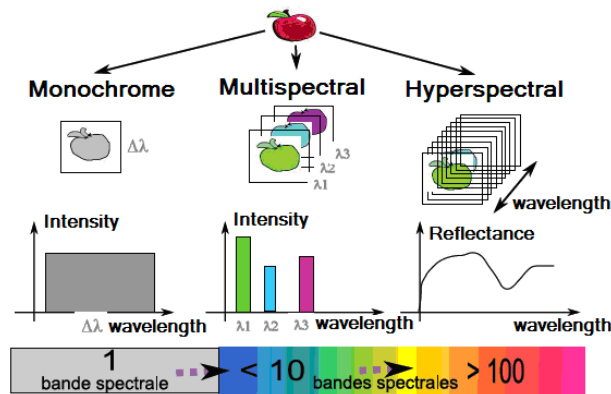 Monochrome
Multispectral
Hyperspectral
Δλ
λ3
λ2
λ1
wavelength
Intensity
Δλ wavelength
Intensity
λ1 λ2 λ3 wavelength
Reflectance
wavelength
1
bande spectrale
< 10
bandes spectrales
> 100